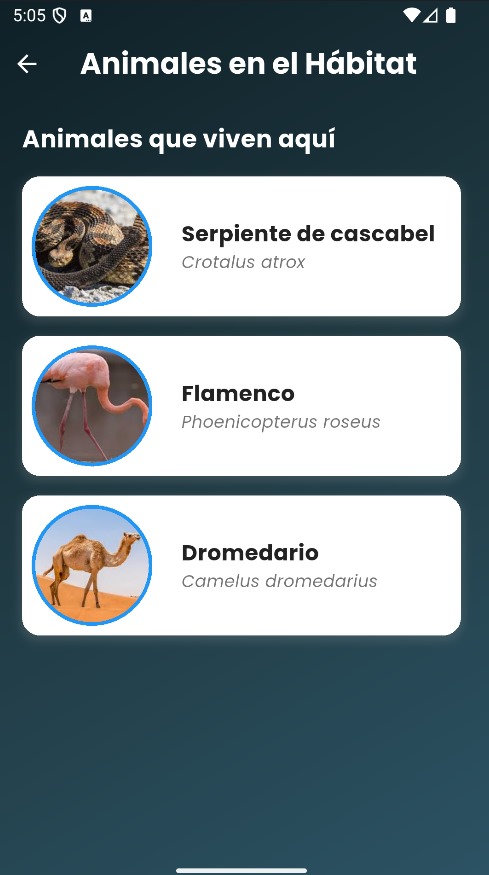 5:05
Animales en el Hábitat
Animales que viven aquí
Serpiente de cascabel
Crotalus atrox
Flamenco
Phoenicopterus roseus
Dromedario
Camelus dromedarius